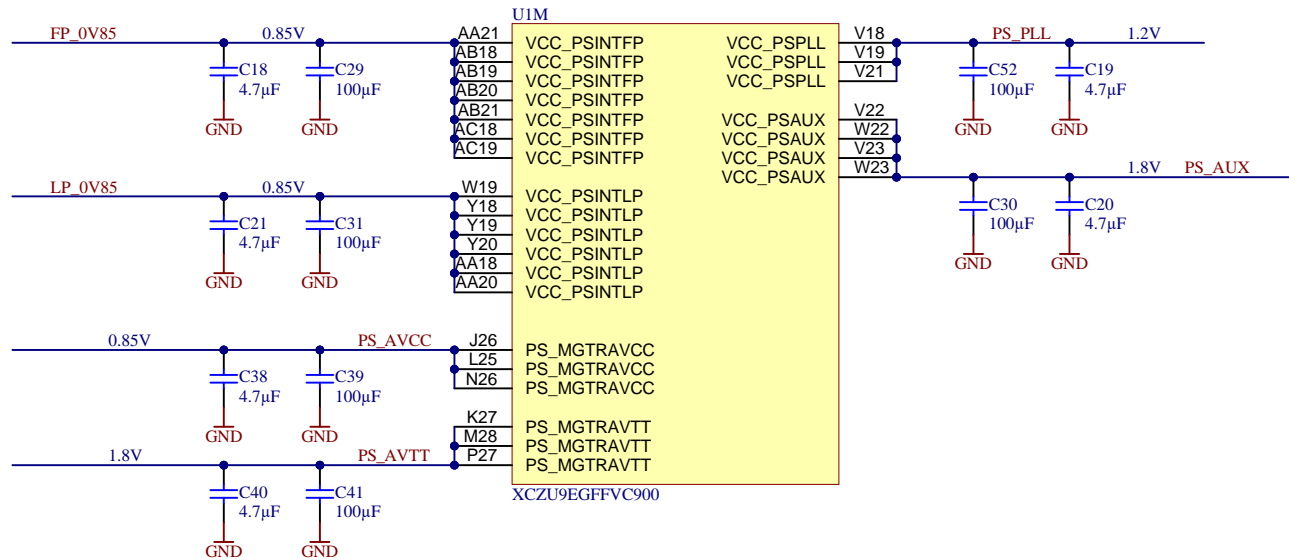 U1M
FP_0V85 0.85V AA21 VCC_PSINTFP VCC_PSPLL V18 PS_PLL 1.2V
AB18 VCC_PSINTFP VCC_PSPLL V19
C18 C29 AB19 VCC_PSINTFP VCC_PSPLL V21 C52 C19
4.7µF 100µF AB20 VCC_PSINTFP 100µF 4.7µF
GND GND AB21 VCC_PSINTFP VCC_PSAUX V22 GND GND
AC18 VCC_PSINTFP VCC_PSAUX W22
AC19 VCC_PSINTFP VCC_PSAUX V23
VCC_PSAUX W23 1.8V PS_AUX
LP_0V85 0.85V W19 VCC_PSINTLP
Y18 VCC_PSINTLP C30 C20
C21 C31 Y19 VCC_PSINTLP 100µF 4.7µF
4.7µF 100µF Y20 VCC_PSINTLP
GND GND AA18 VCC_PSINTLP GND GND
AA20 VCC_PSINTLP
0.85V PS_AVCC J26 PS_MGTRAVCC
L25 PS_MGTRAVCC
C38 C39 N26 PS_MGTRAVCC
4.7µF 100µF
GND GND K27 PS_MGTRAVTT
M28 PS_MGTRAVTT
1.8V PS_AVTT P27 PS_MGTRAVTT
C40 C41 XCZU9EGFFVC900
4.7µF 100µF
GND GND